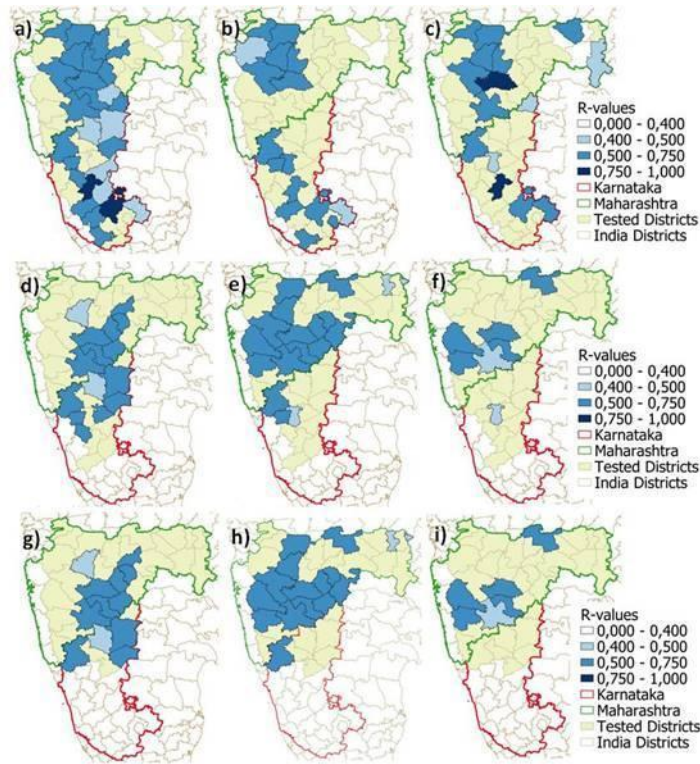 a)
b)
c)
R-values
0,000 - 0,400
0,400 - 0,500
0,500 - 0,750
0,750 - 1,000
Karnataka
Maharashtra
Tested Districts
India Districts
d)
e)
f)
R-values
0,000 - 0,400
0,400 - 0,500
0,500 - 0,750
0,750 - 1,000
Karnataka
Maharashtra
Tested Districts
India Districts
g)
h)
i)
R-values
0,000 - 0,400
0,400 - 0,500
0,500 - 0,750
0,750 - 1,000
Karnataka
Maharashtra
Tested Districts
India Districts